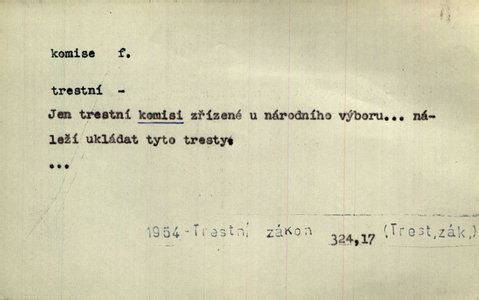 komise f.
trestní -
Jen trestní komisi zřízené u národního výboru... ná-
leží ukládat tyto tresty.
...
1954-Trestní zákon 324,17 (Trest.zák.)